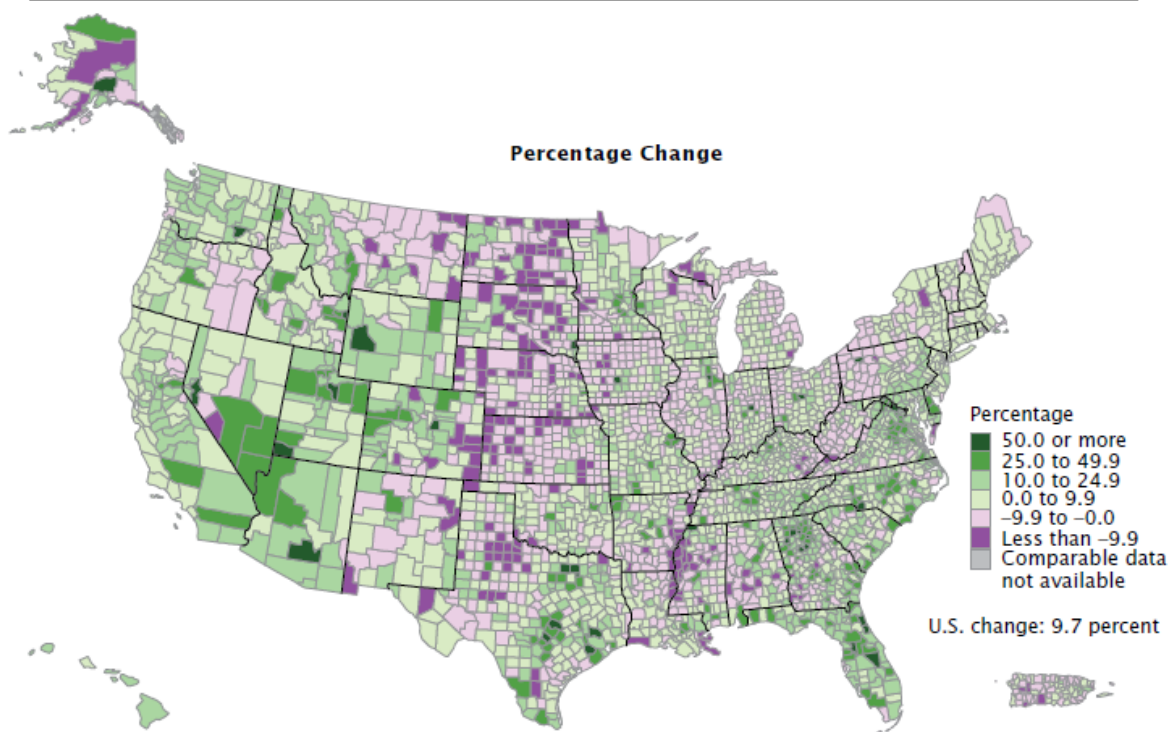 Percentage Change
Percentage
50.0 or more
25.0 to 49.9
10.0 to 24.9
0.0 to 9.9
–9.9 to –0.0
Less than –9.9
Comparable data
not available
U.S. change: 9.7 percent